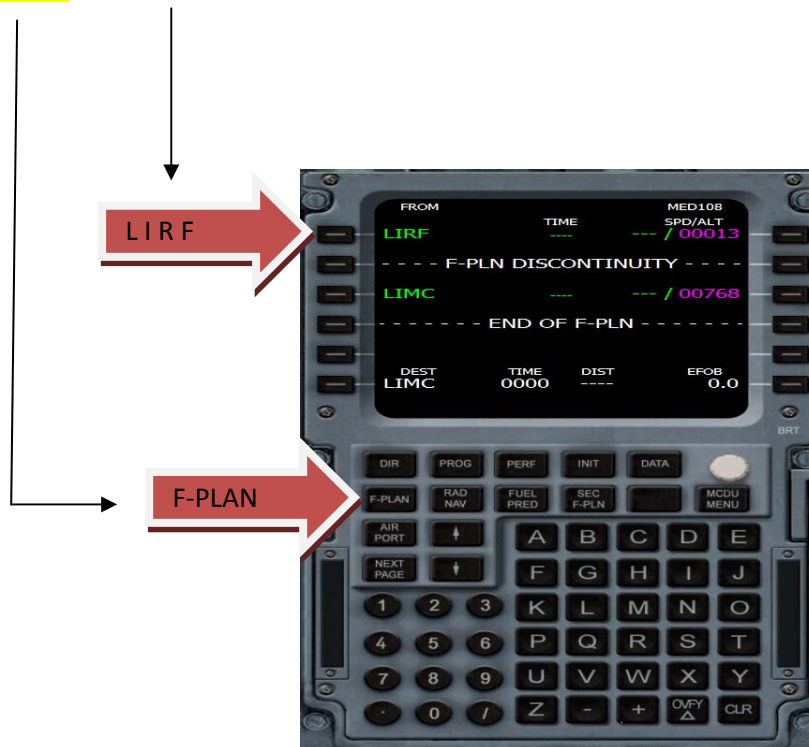 L I R F
FROM MED108
TIME SPD/ALT
LIRF ---- --- / 00013
- - - - F-PLN DISCONTINUITY - - - -
LIMC ---- --- / 00768
- - - - - - - END OF F-PLN - - - - - - -
DEST TIME DIST EFOB
LIMC 0000 ---- 0.0
BRT
F-PLAN
DIR PROG PERF INIT DATA
F-PLAN RAD NAV FUEL PRED SEC F-PLN MCDU MENU
AIR PORT A B C D E
NEXT PAGE F G H I J
1 2 3 K L M N O
4 5 6 P Q R S T
7 8 9 U V W X Y
. 0 / Z - + OVFY △ CLR